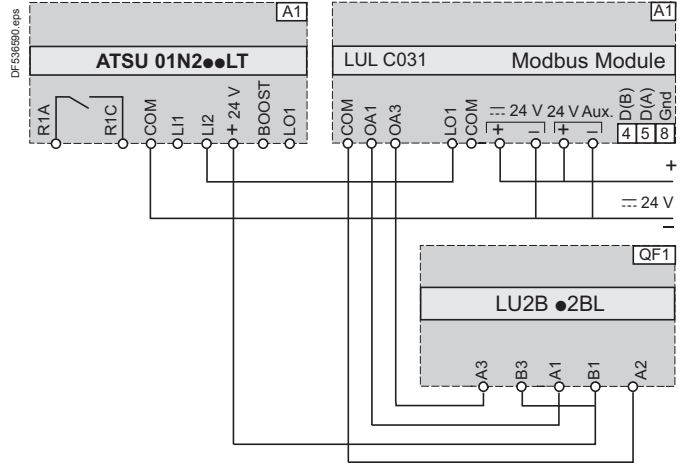 DF536590.eps
A1
ATSU 01N2●●LT
R1A
R1C
COM
LI1
LI2
+ 24 V
BOOST
LO1
A1
LUL C031 Modbus Module
COM
OA1
OA3
LO1
COM
⎓ 24 V 24 V Aux.
+ – + –
D(B)
D(A)
Gnd
4 5 8
+
⎓ 24 V
–
QF1
LU2B ●2BL
A3
B3
A1
B1
A2